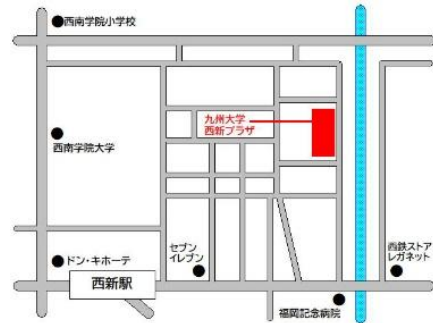 西南学院小学校
九州大学
西新プラザ
西南学院大学
ドン・キホーテ
セブン
イレブン
西鉄ストア
レガネット
西新駅
福岡記念病院